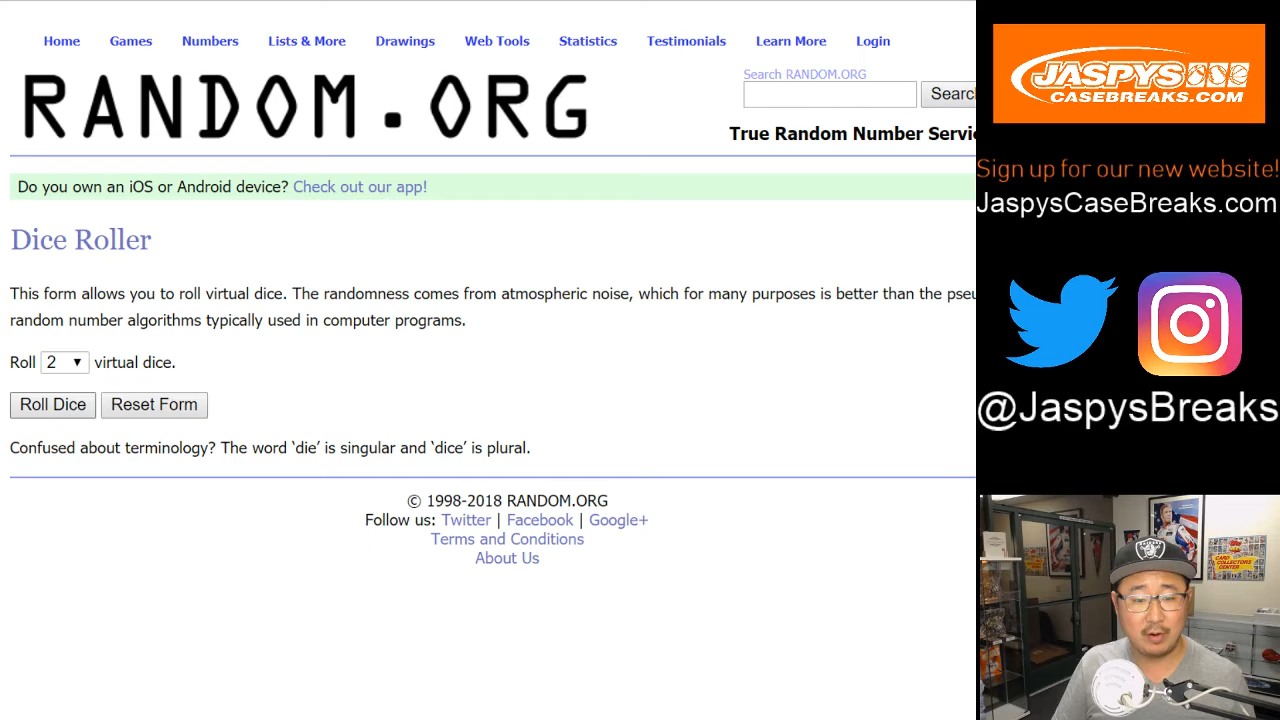 Home Games Numbers Lists & More Drawings Web Tools Statistics Testimonials Learn More Login
RANDOM.ORG
Search RANDOM.ORG
Searc
True Random Number Servi
Do you own an iOS or Android device? Check out our app!
Dice Roller
This form allows you to roll virtual dice. The randomness comes from atmospheric noise, which for many purposes is better than the pseu
random number algorithms typically used in computer programs.
Roll 2 virtual dice.
Roll Dice Reset Form
Confused about terminology? The word ‘die’ is singular and ‘dice’ is plural.
© 1998-2018 RANDOM.ORG
Follow us: Twitter | Facebook | Google+
Terms and Conditions
About Us
JASPYS
CASEBREAKS.COM
Sign up for our new website!
JaspysCaseBreaks.com
@JaspysBreaks
topps
CARD
COLLECTORS
CENTER